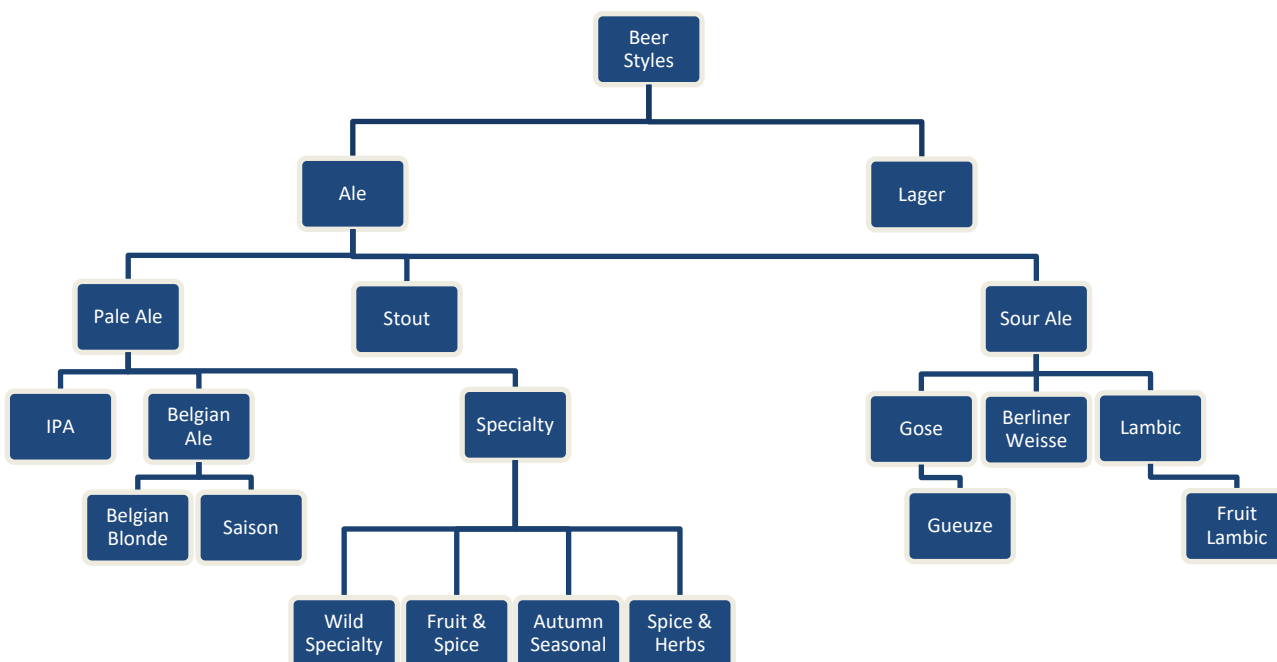 Beer
Styles
Ale
Lager
Pale Ale
Stout
Sour Ale
IPA
Belgian
Ale
Specialty
Gose
Berliner
Weisse
Lambic
Belgian
Blonde
Saison
Gueuze
Fruit
Lambic
Wild
Specialty
Fruit &
Spice
Autumn
Seasonal
Spice &
Herbs